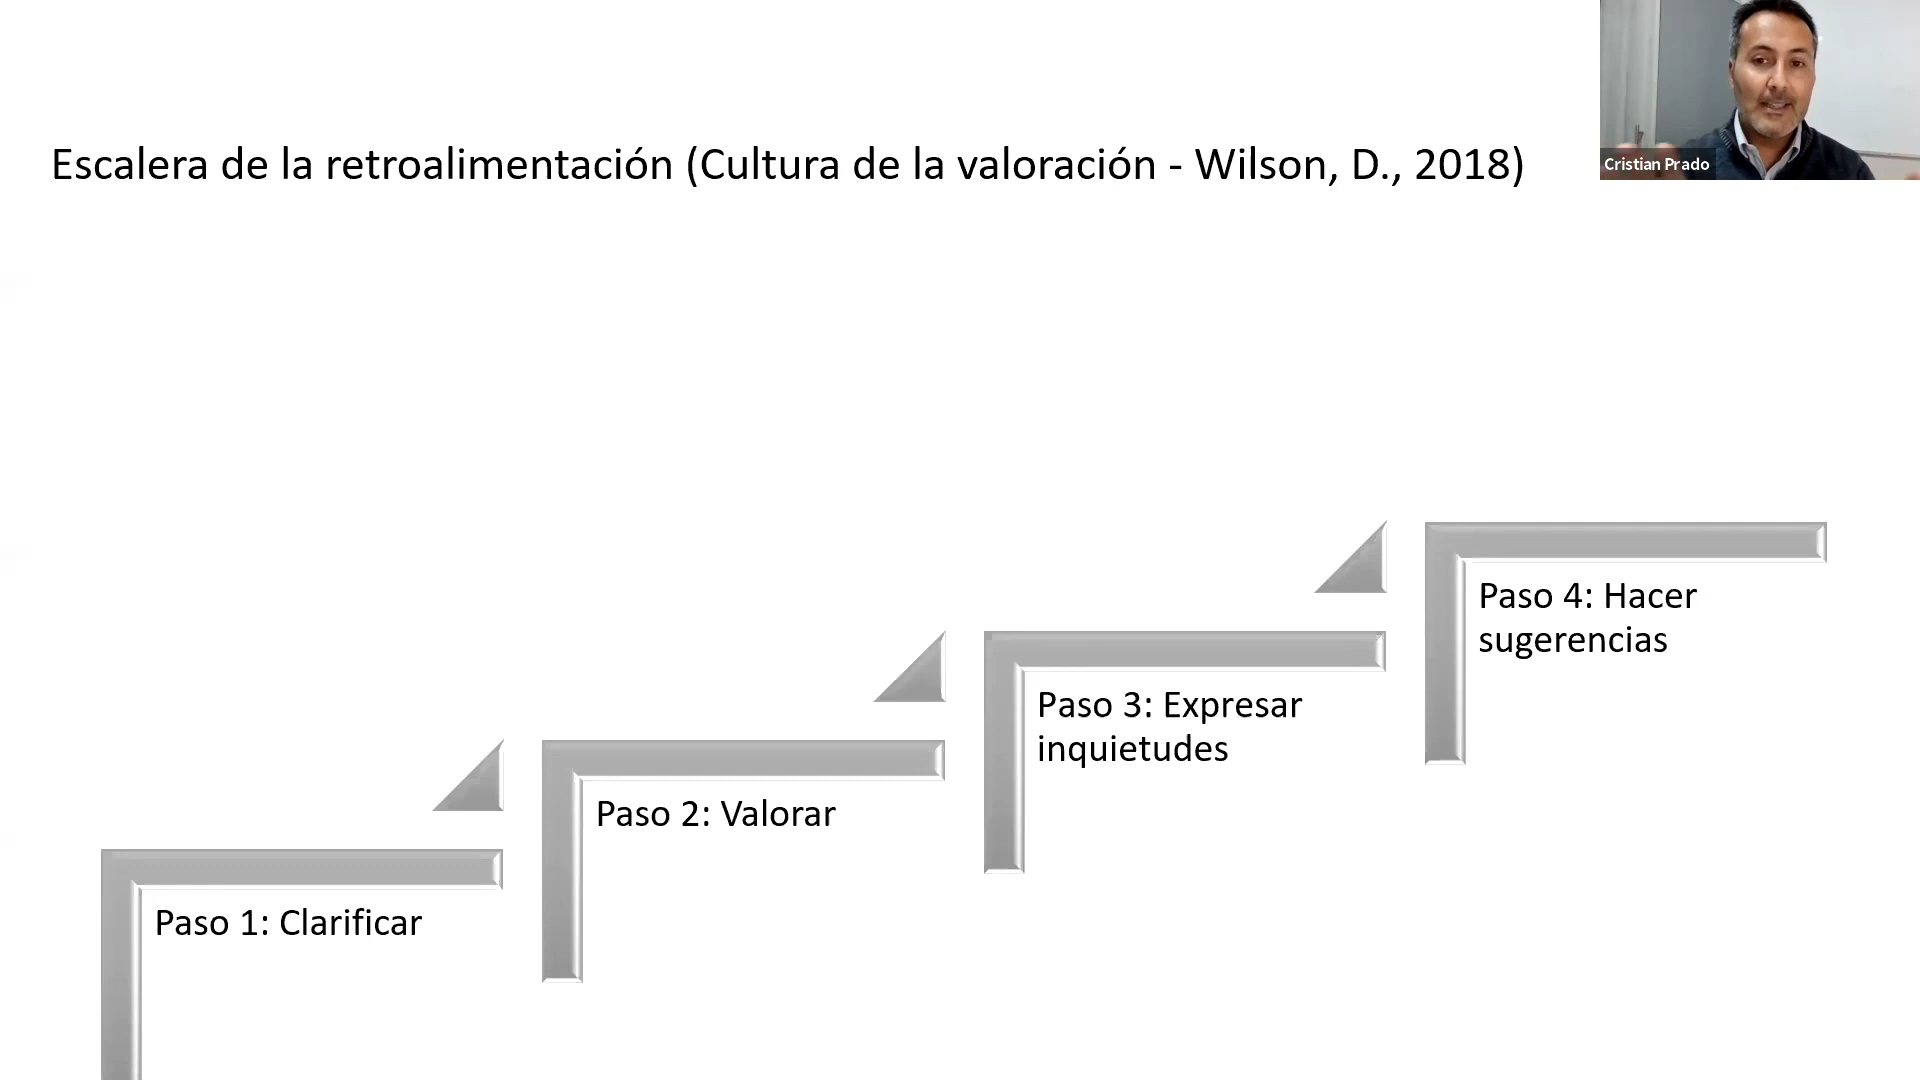 Escalera de la retroalimentación (Cultura de la valoración - Wilson, D., 2018)
Cristian Prado
Paso 1: Clarificar
Paso 2: Valorar
Paso 3: Expresar
inquietudes
Paso 4: Hacer
sugerencias